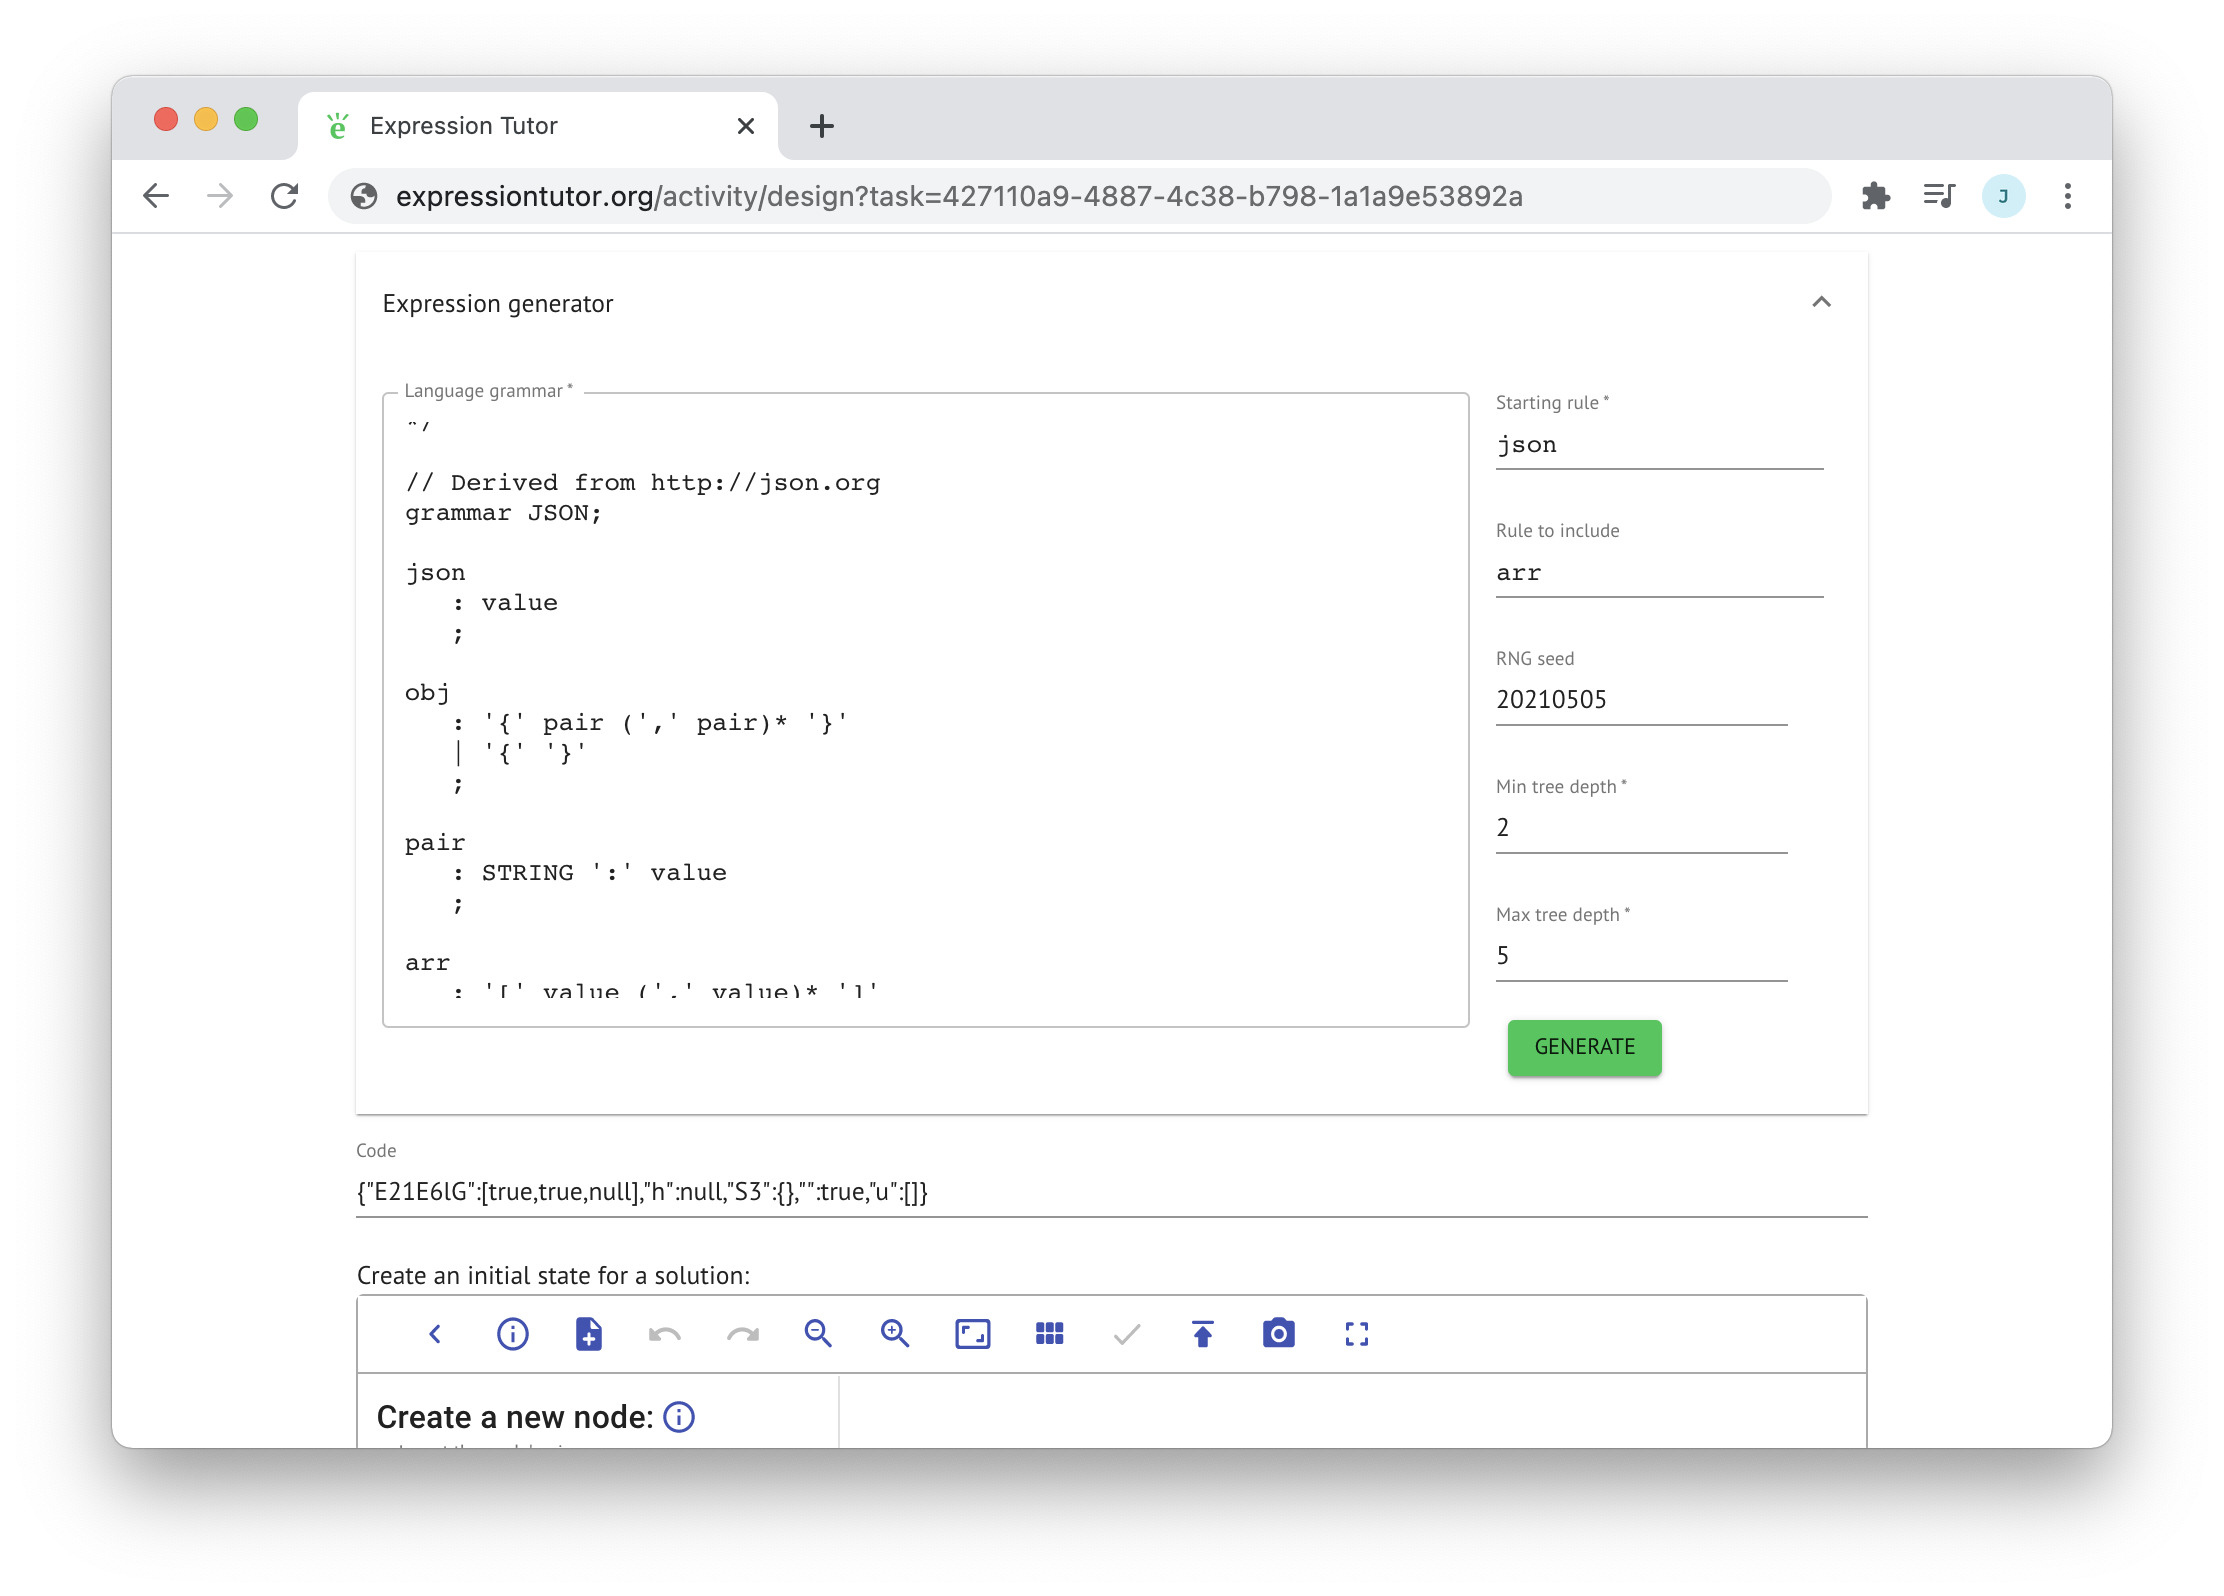 Expression Tutor
expressiontutor.org/activity/design?task=427110a9-4887-4c38-b798-1a1a9e53892a
J
Expression generator
Language grammar *
*/
// Derived from http://json.org
grammar JSON;
json
: value
;
obj
: '{' pair (',' pair)* '}'
| '{' '}'
;
pair
: STRING ':' value
;
arr
: '[' value (',' value)* ']'
Starting rule *
json
Rule to include
arr
RNG seed
20210505
Min tree depth *
2
Max tree depth *
5
GENERATE
Code
{"E21E6lG":[true,true,null],"h":null,"S3":{},"":true,"u":[]}
Create an initial state for a solution:
Create a new node: